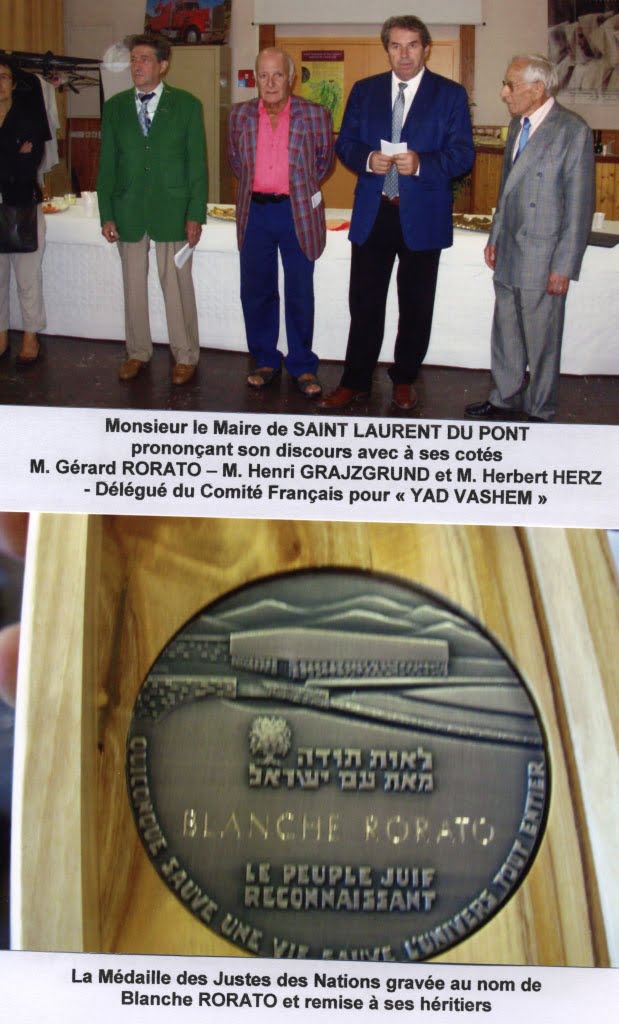 Monsieur le Maire de SAINT LAURENT DU PONT
prononçant son discours avec à ses cotés
M. Gérard RORATO – M. Henri GRAJZGRUND et M. Herbert HERZ
- Délégué du Comité Français pour « YAD VASHEM »
לאות תודה
מאת עם ישראל
BLANCHE RORATO
LE PEUPLE JUIF
RECONNAISSANT
QUICONQUE SAUVE UNE VIE SAUVE L'UNIVERS TOUT ENTIER
La Médaille des Justes des Nations gravée au nom de
Blanche RORATO et remise à ses héritiers